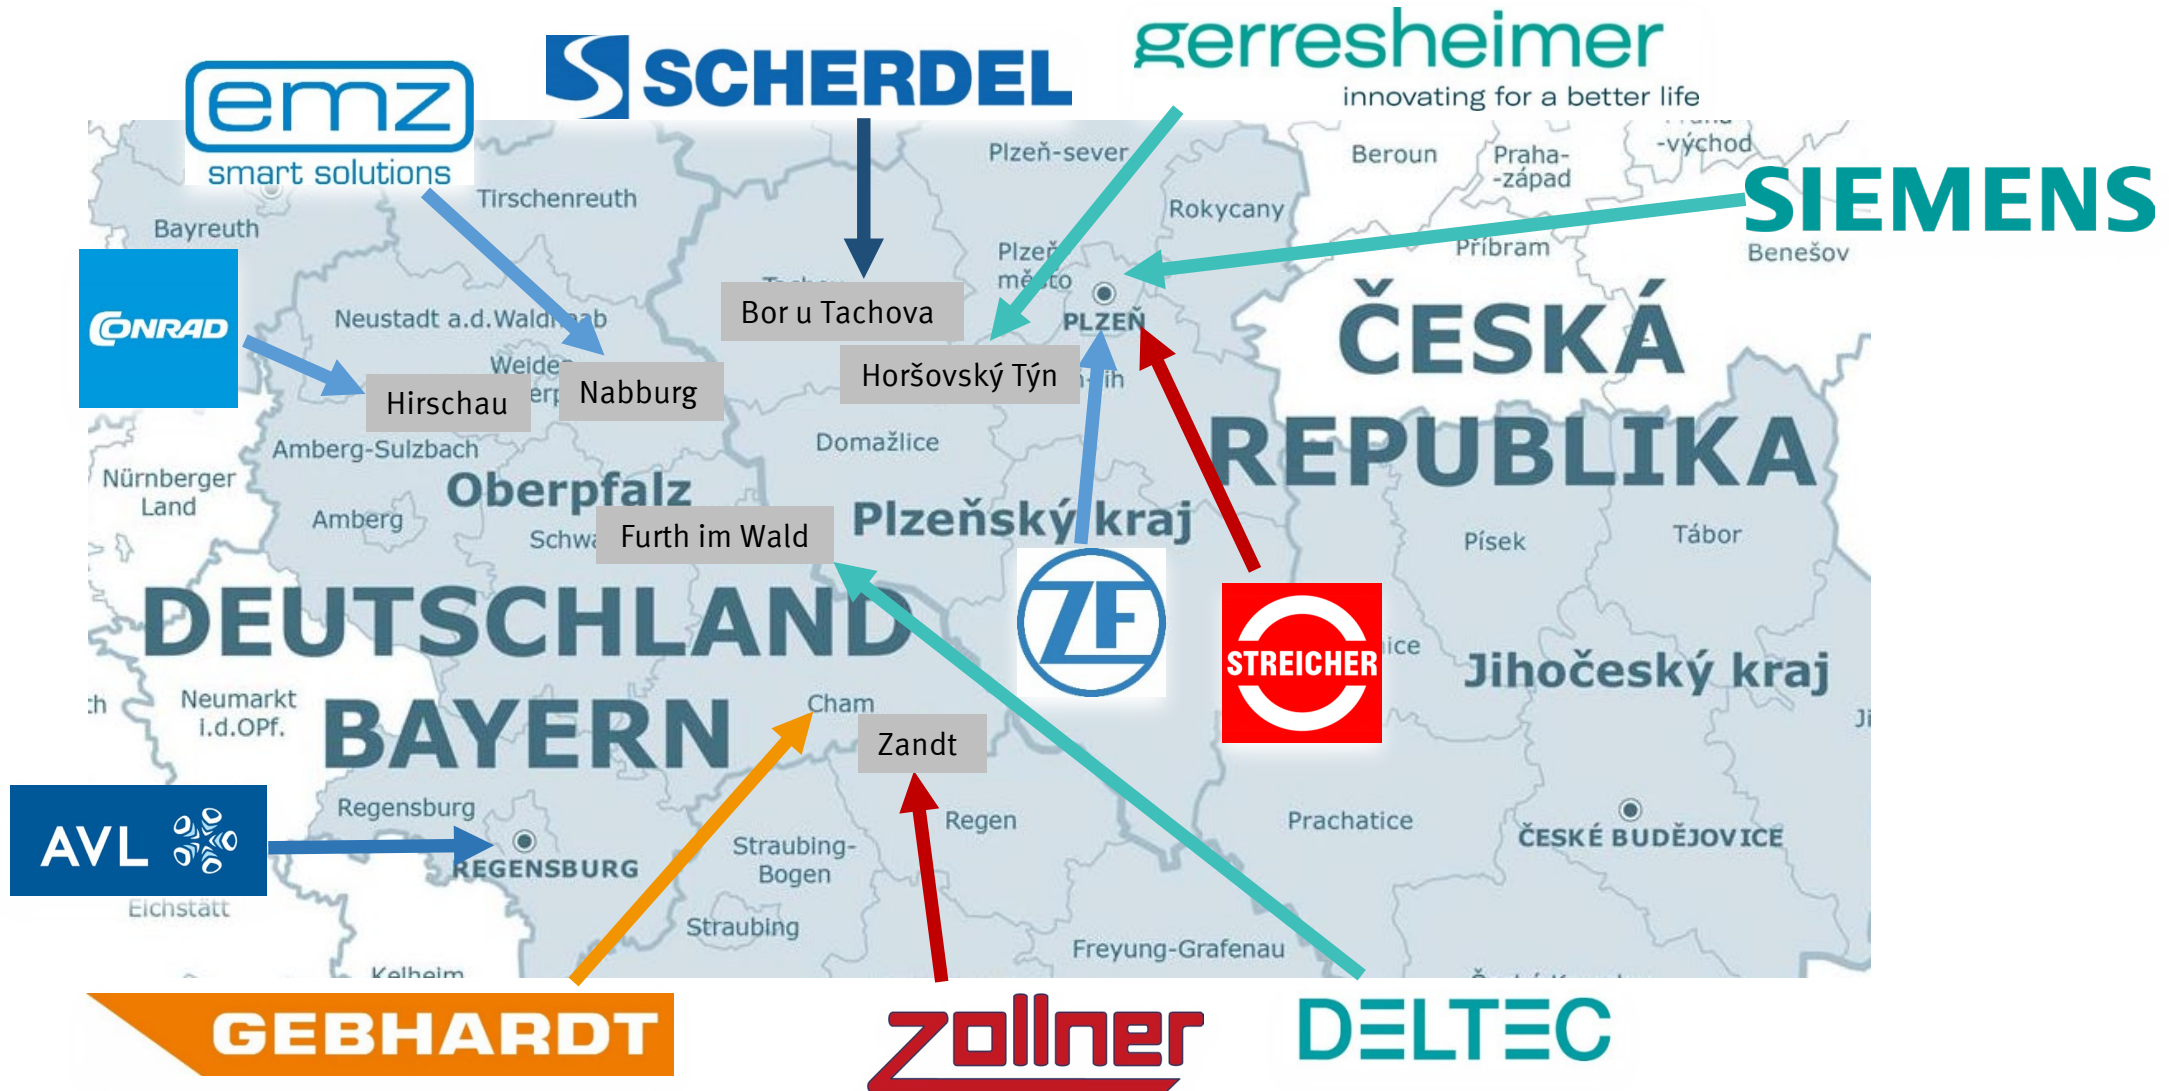 gerresheimer
innovating for a better life
SCHERDEL
emz
smart solutions
Plzeň-sever
Beroun
Praha-
-západ
-východ
SIEMENS
Tirschenreuth
Rokycany
Bayreuth
Plzeň
město
Příbram
Benešov
CONRAD
Neustadt a.d.Waldnaab
Bor u Tachova
PLZEŇ
ČESKÁ
REPUBLIKA
Hirschau
Nabburg
Horšovský Týn
Amberg-Sulzbach
Domažlice
Nürnberger
Land
Oberpfalz
Amberg
Furth im Wald
Plzeňský kraj
Písek
Tábor
DEUTSCHLAND
ZF
STREICHER
Jihočeský kraj
Neumarkt
i.d.OPf.
BAYERN
Cham
Zandt
AVL
Regensburg
REGENSBURG
Regen
Straubing-
Bogen
Prachatice
ČESKÉ BUDĚJOVICE
Eichstätt
Straubing
Freyung-Grafenau
Kelheim
GEBHARDT
zollner
DELTEC